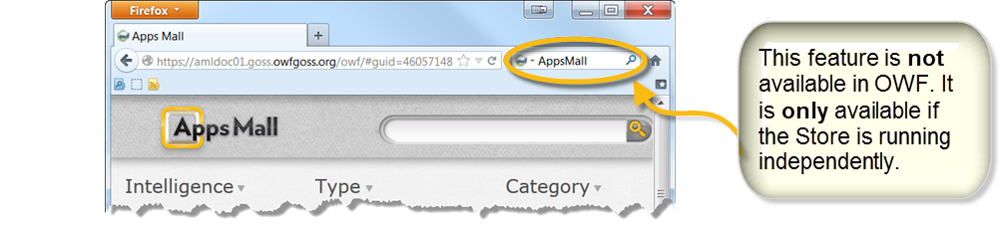 Firefox
Apps Mall
https://amldoc01.goss.owfgoss.org/owf/#guid=46057148
AppsMall
Apps Mall
Intelligence
Type
Category
This feature is not
available in OWF. It
is only available if
the Store is running
independently.